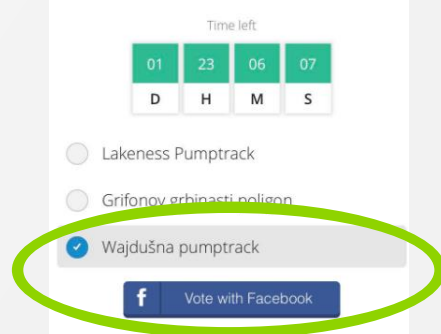 Time left
01 23 06 07
D H M S
Lakeness Pumptrack
Grifonov grbinasti poligon
Wajdušna pumptrack
f Vote with Facebook